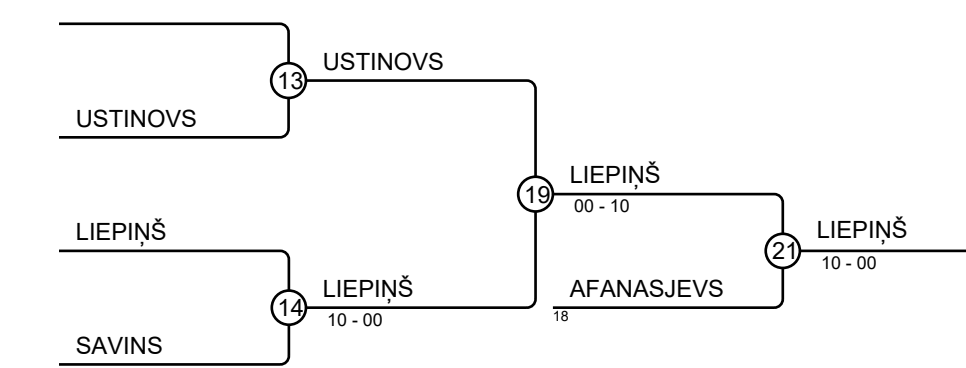 USTINOVS
13
USTINOVS
LIEPIŅŠ
19
00 - 10
LIEPIŅŠ
LIEPIŅŠ
21
10 - 00
LIEPIŅŠ
14
10 - 00
AFANASJEVS
18
SAVINS